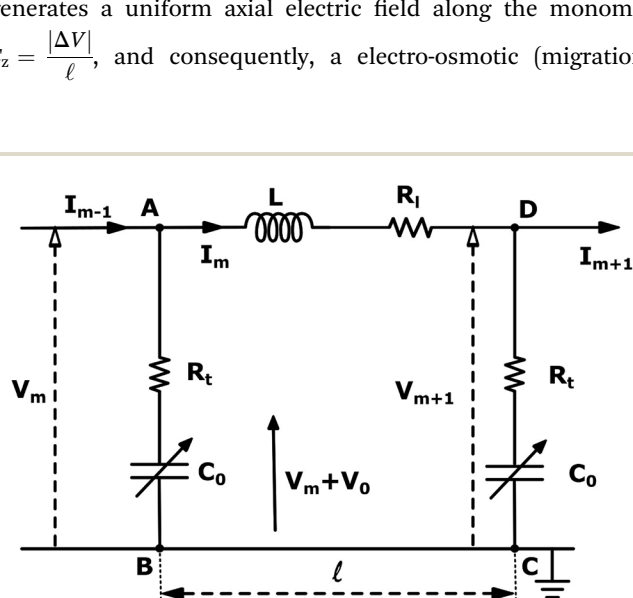 generates a uniform axial electric field along the monom
z = |ΔV| / ℓ, and consequently, a electro-osmotic (migration
I_m-1 A L R_l D
I_m I_m+1
R_t R_t
V_m V_m+1
C_0 V_m+V_0 C_0
B ℓ C